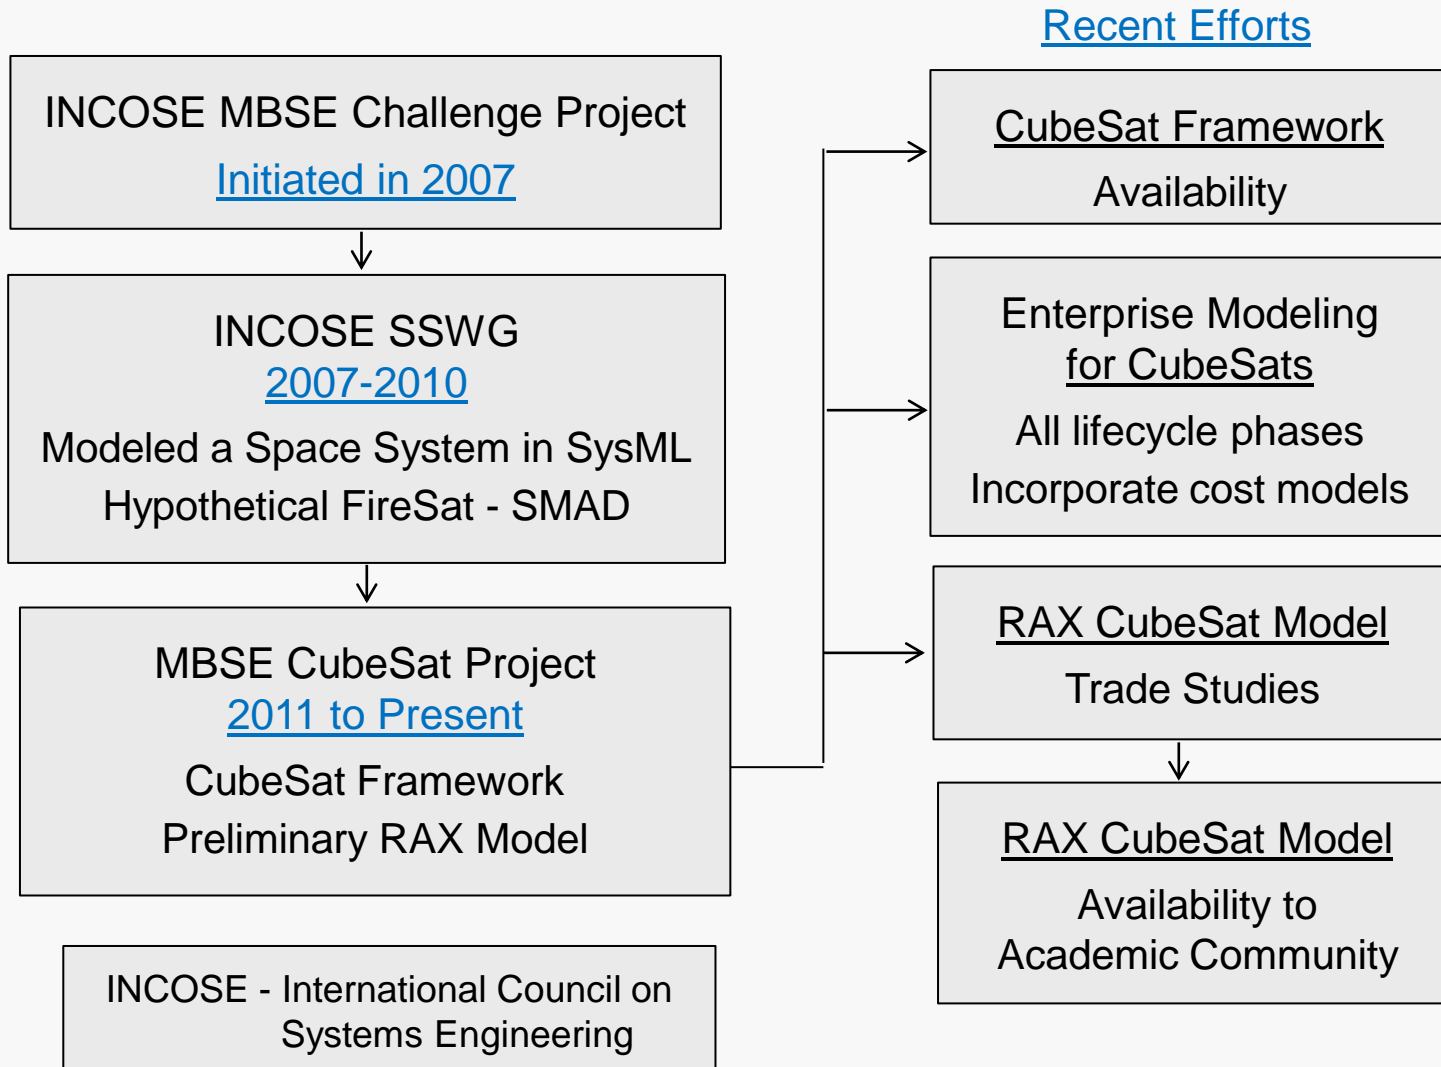 INCOSE MBSE Challenge Project
Initiated in 2007
INCOSE SSWG
2007-2010
Modeled a Space System in SysML
Hypothetical FireSat - SMAD
MBSE CubeSat Project
2011 to Present
CubeSat Framework
Preliminary RAX Model
INCOSE - International Council on
Systems Engineering
Recent Efforts
CubeSat Framework
Availability
Enterprise Modeling
for CubeSats
All lifecycle phases
Incorporate cost models
RAX CubeSat Model
Trade Studies
RAX CubeSat Model
Availability to
Academic Community